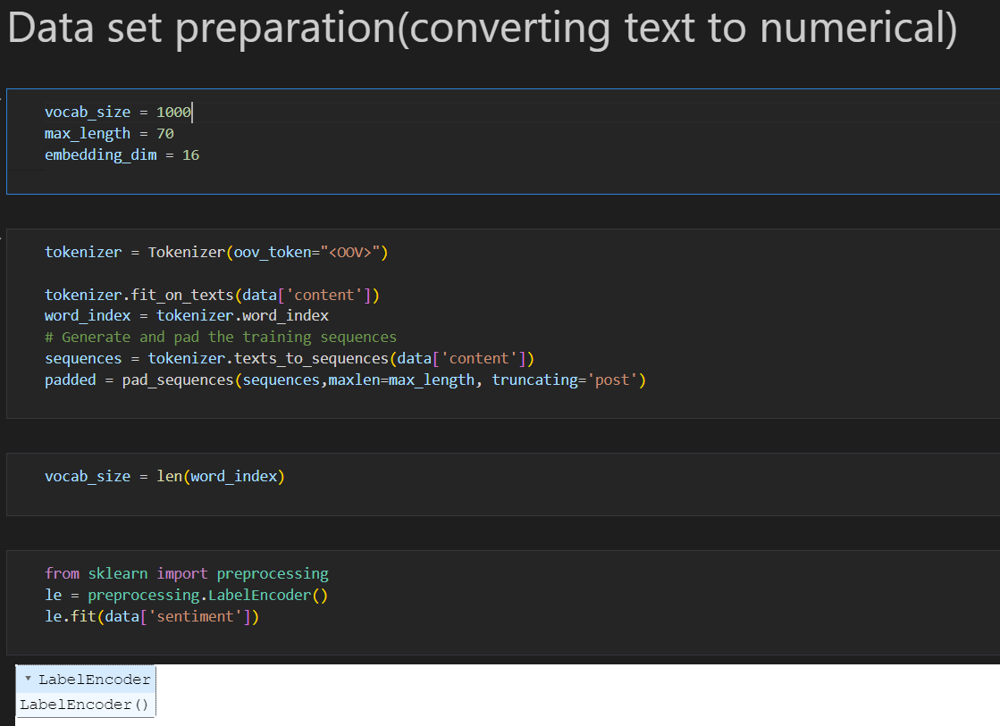 Data set preparation(converting text to numerical)
vocab_size = 1000
max_length = 70
embedding_dim = 16
tokenizer = Tokenizer(oov_token="<OOV>")
tokenizer.fit_on_texts(data['content'])
word_index = tokenizer.word_index
# Generate and pad the training sequences
sequences = tokenizer.texts_to_sequences(data['content'])
padded = pad_sequences(sequences,maxlen=max_length, truncating='post')
vocab_size = len(word_index)
from sklearn import preprocessing
le = preprocessing.LabelEncoder()
le.fit(data['sentiment'])
▾ LabelEncoder
LabelEncoder()